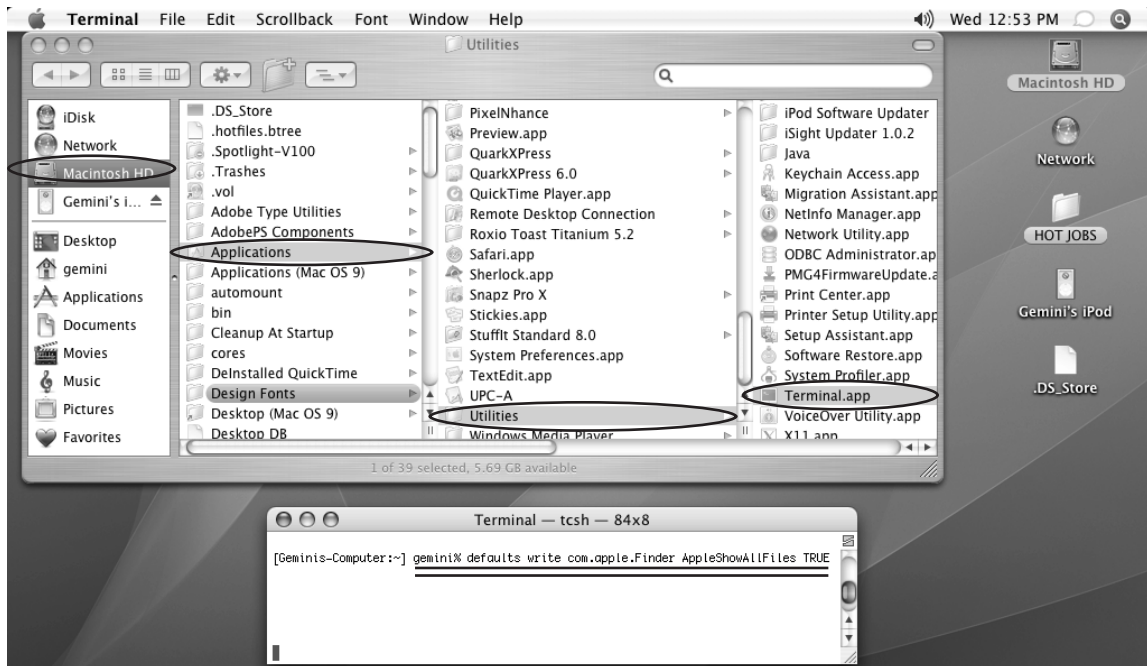 Terminal File Edit Scrollback Font Window Help Wed 12:53 PM
Utilities
iDisk
Network
Macintosh HD
Gemini's i...
Desktop
gemini
Applications
Documents
Movies
Music
Pictures
Favorites
.DS_Store
.hotfiles.btree
.Spotlight-V100
.Trashes
.vol
Adobe Type Utilities
AdobePS Components
Applications
Applications (Mac OS 9)
automount
bin
Cleanup At Startup
cores
DeInstalled QuickTime
Design Fonts
Desktop (Mac OS 9)
Desktop DB
PixelNhance
Preview.app
QuarkXPress
QuarkXPress 6.0
QuickTime Player.app
Remote Desktop Connection
Roxio Toast Titanium 5.2
Safari.app
Sherlock.app
Snapz Pro X
Stickies.app
StuffIt Standard 8.0
System Preferences.app
TextEdit.app
UPC-A
Utilities
Windows Media Player
iPod Software Updater
iSight Updater 1.0.2
Java
Keychain Access.app
Migration Assistant.app
NetInfo Manager.app
Network Utility.app
ODBC Administrator.ap
PMG4FirmwareUpdate.a
Print Center.app
Printer Setup Utility.app
Setup Assistant.app
Software Restore.app
System Profiler.app
Terminal.app
VoiceOver Utility.app
X11.app
1 of 39 selected, 5.69 GB available
Macintosh HD
Network
HOT JOBS
Gemini's iPod
.DS_Store
Terminal — tcsh — 84x8
[Geminis-Computer:~] gemini% defaults write com.apple.Finder AppleShowAllFiles TRUE